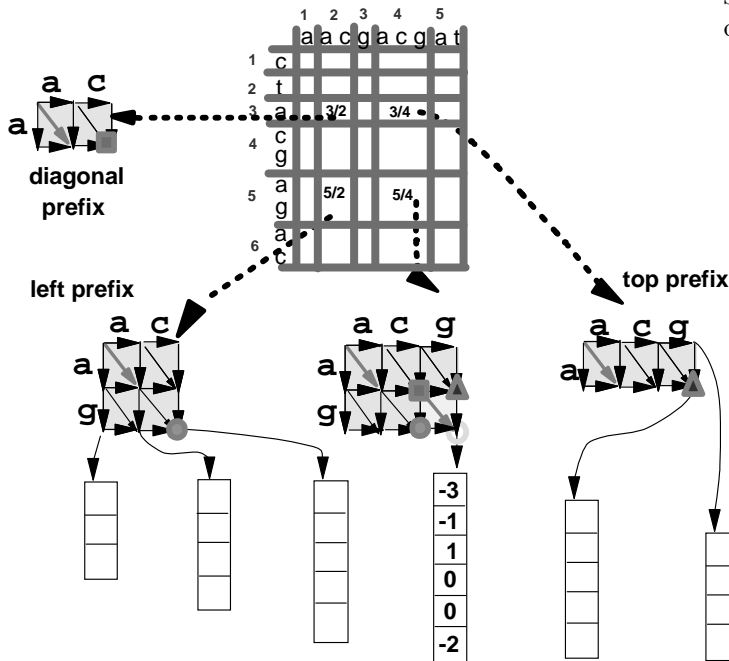 1 2 3 4 5
a a c g a c g a t
1 c
2 t
3 a 3/2 3/4
4 c
g
5 a 5/2 5/4
g
6 a
c
a c
a
diagonal
prefix
left prefix
a c
a
g
a c g
a
g
top prefix
a c g
a
-3
-1
1
0
0
-2